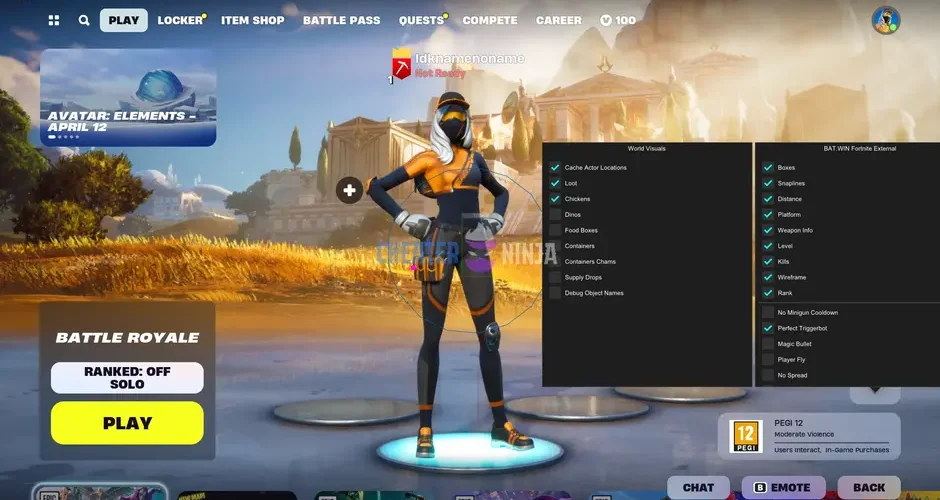 PLAY
LOCKER
ITEM SHOP
BATTLE PASS
QUESTS
COMPETE
CAREER
100
AVATAR: ELEMENTS –
APRIL 12
1
Idknamenoname
Not Ready
World Visuals
Cache Actor Locations
Loot
Chickens
Dinos
Food Boxes
Containers
Containers Chams
Supply Drops
Debug Object Names
BAT.WIN Fortnite External
Boxes
Snaplines
Distance
Platform
Weapon Info
Level
Kills
Wireframe
Rank
No Minigun Cooldown
Perfect Triggerbot
Magic Bullet
Player Fly
No Spread
CHEATER NINJA
BATTLE ROYALE
RANKED: OFF
SOLO
PLAY
12
PEGI
PEGI 12
Moderate Violence
Users Interact, In-Game Purchases
EPIC
EPIC
EPIC
EPIC
CHAT
B EMOTE
BACK